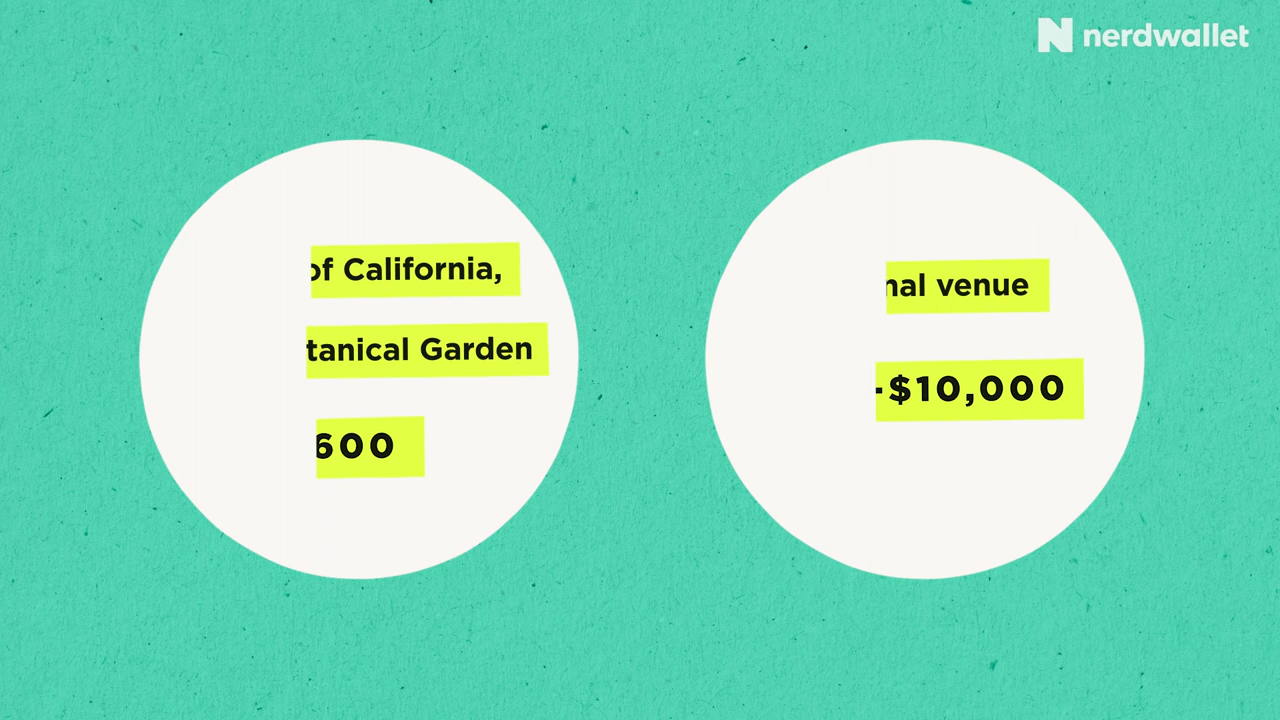 nerdwallet
of California,
tanical Garden
600
nal venue
-$10,000